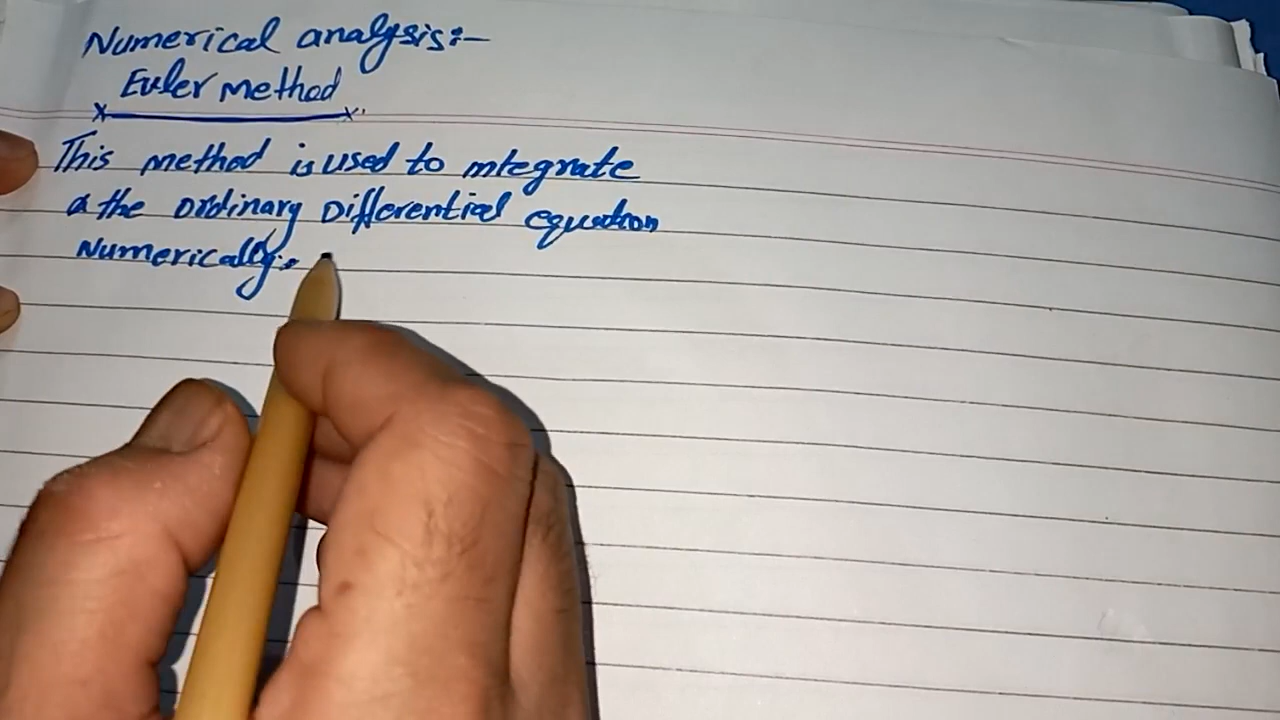 Numerical analysis:-
Euler method
This method is used to integrate
a the ordinary Differential equation
Numerically.